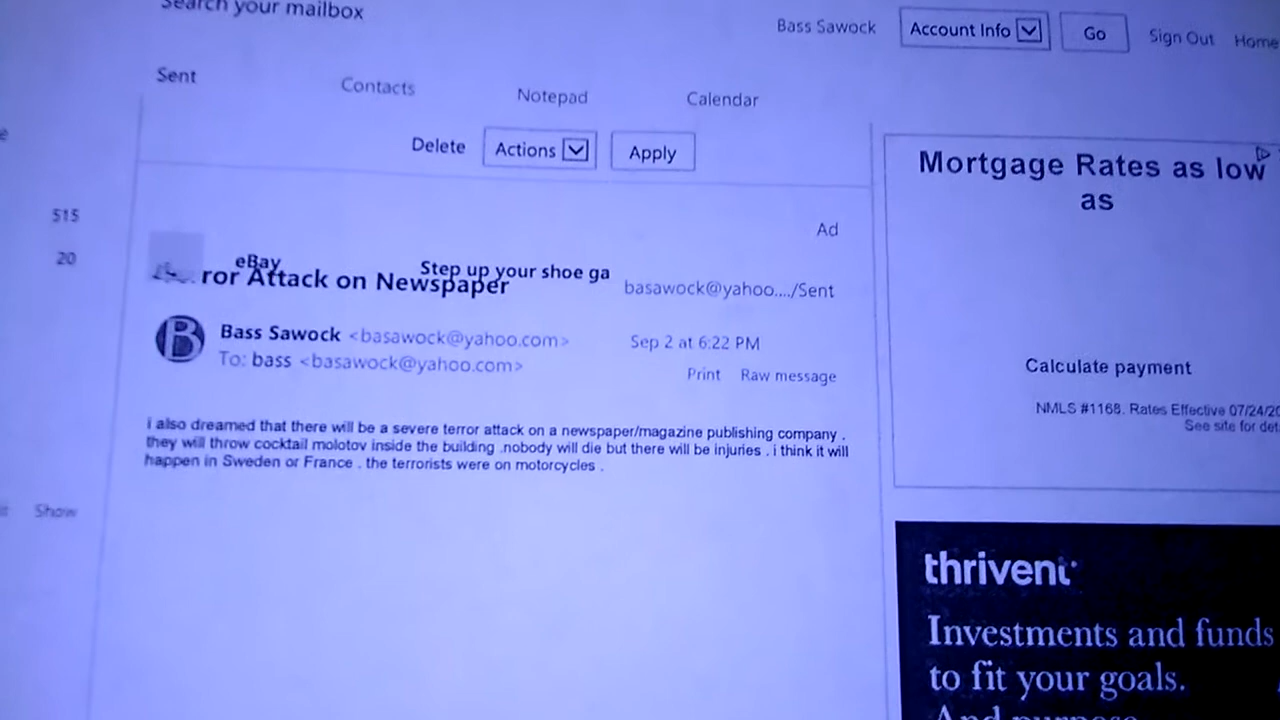 Search your mailbox
Bass Sawock Account Info Go Sign Out Home
Sent Contacts Notepad Calendar
Delete Actions Apply
Mortgage Rates as low
as
515
Ad
20
eBay Step up your shoe ga
ror Attack on Newspaper basawock@yahoo..../Sent
Bass Sawock <basawock@yahoo.com> Sep 2 at 6:22 PM
To: bass <basawock@yahoo.com>
Print Raw message
Calculate payment
NMLS #1168. Rates Effective 07/24/20
See site for det
i also dreamed that there will be a severe terror attack on a newspaper/magazine publishing company .
they will throw cocktail molotov inside the building .nobody will die but there will be injuries . i think it will
happen in Sweden or France . the terrorists were on motorcycles .
Show
thrivent
Investments and funds
to fit your goals.
And purpose